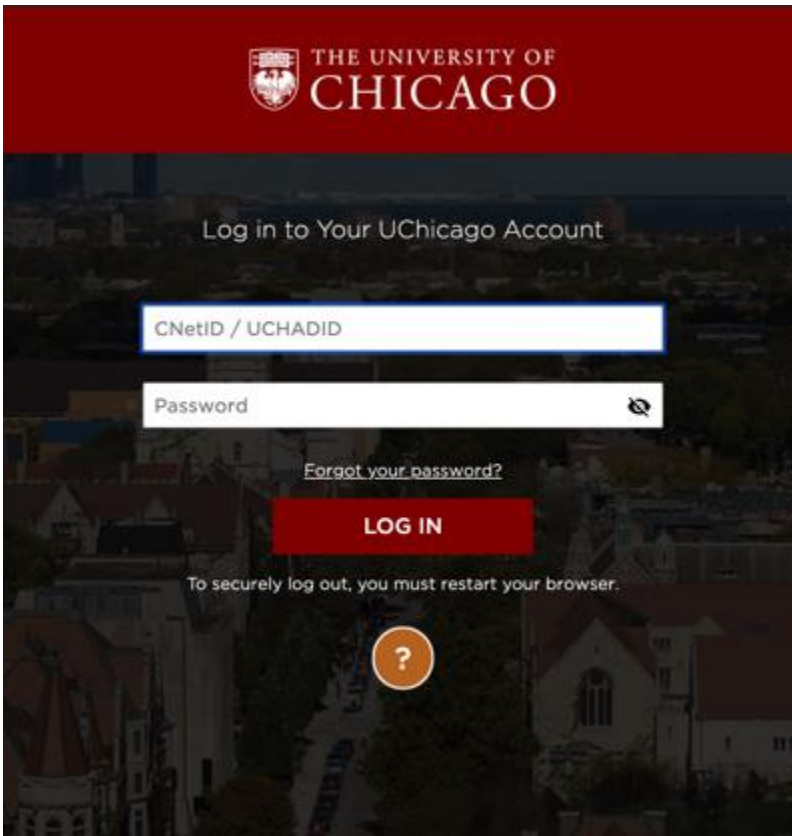 THE UNIVERSITY OF
CHICAGO
Log in to Your UChicago Account
CNetID / UCHADID
Password
Forgot your password?
LOG IN
To securely log out, you must restart your browser.
?